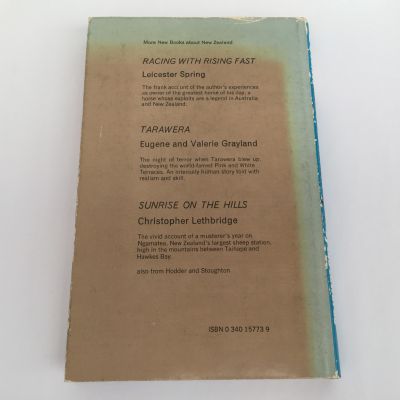 More New Books about New Zealand
RACING WITH RISING FAST
Leicester Spring
The frank account of the author's experiences
as owner of the greatest horse of his day, a
horse whose exploits are a legend in Australia
and New Zealand.
TARAWERA
Eugene and Valerie Grayland
The night of terror when Tarawera blew up,
destroying the world-famed Pink and White
Terraces. An intensely human story told with
realism and skill.
SUNRISE ON THE HILLS
Christopher Lethbridge
The vivid account of a musterer's year on
Ngamatea, New Zealand's largest sheep station,
high in the mountains between Taihape and
Hawkes Bay.
also from Hodder and Stoughton
ISBN 0 340 15773 9